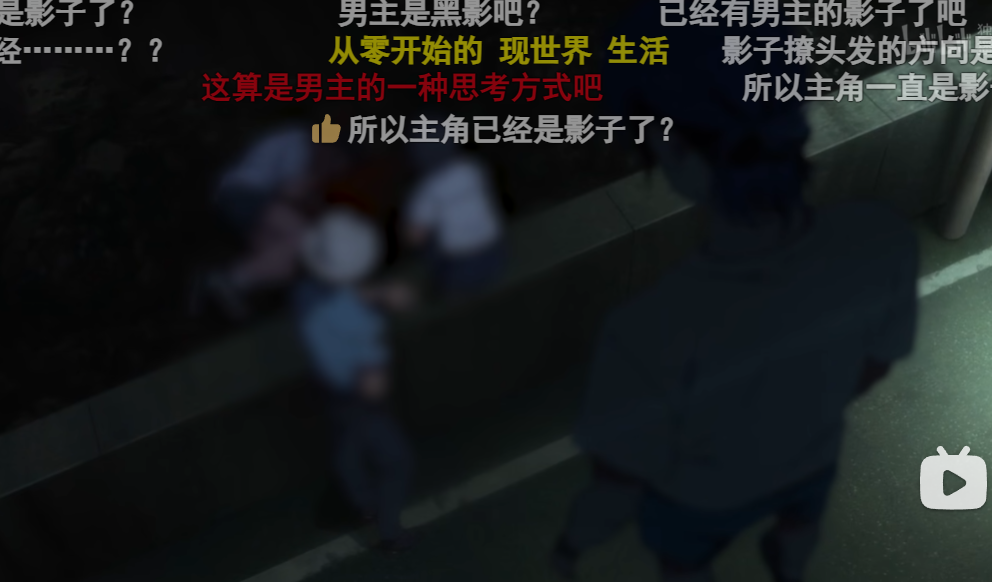 是影子了？ 男主是黑影吧？ 已经有男主的影子了吧
经………？？ 从零开始的 现世界 生活 影子撩头发的方向是
这算是男主的一种思考方式吧 所以主角一直是影
所以主角已经是影子了？